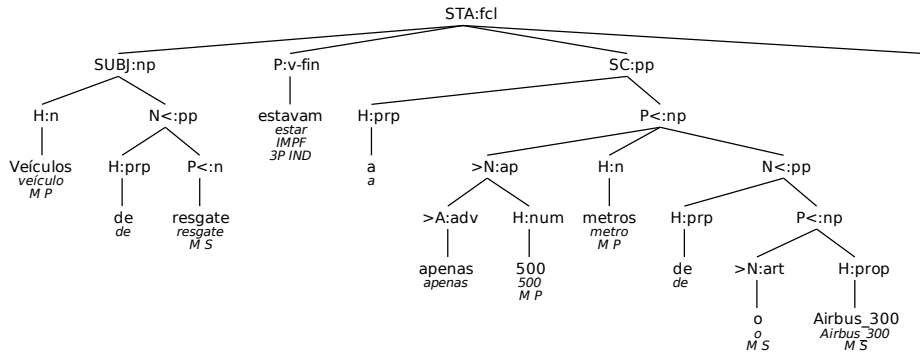 STA:fcl
SUBJ:np P:v-fin SC:pp
H:n N<:pp estavam H:prp P<:np
estar
IMPF
3P IND
Veículos H:prp P<:n a >N:ap H:n N<:pp
veículo a
M P
de resgate >A:adv H:num metros H:prp P<:np
de resgate metro
M S M P
apenas 500 de >N:art H:prop
apenas 500 de
M P
o Airbus_300
o Airbus_300
M S M S